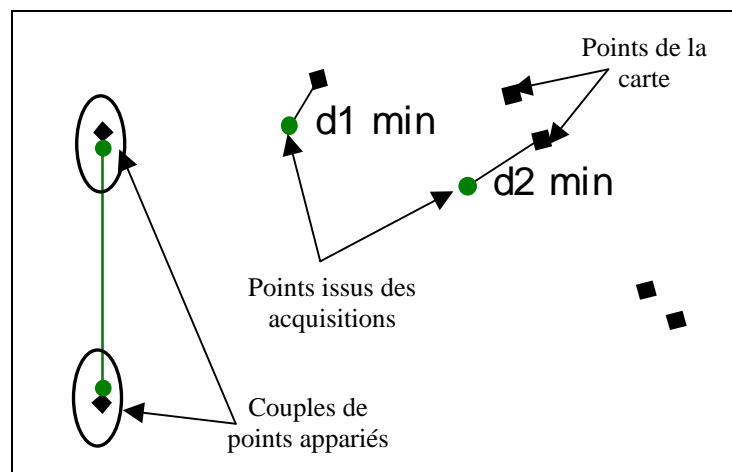 Points de la
carte
d1 min
d2 min
Points issus des
acquisitions
Couples de
points appariés